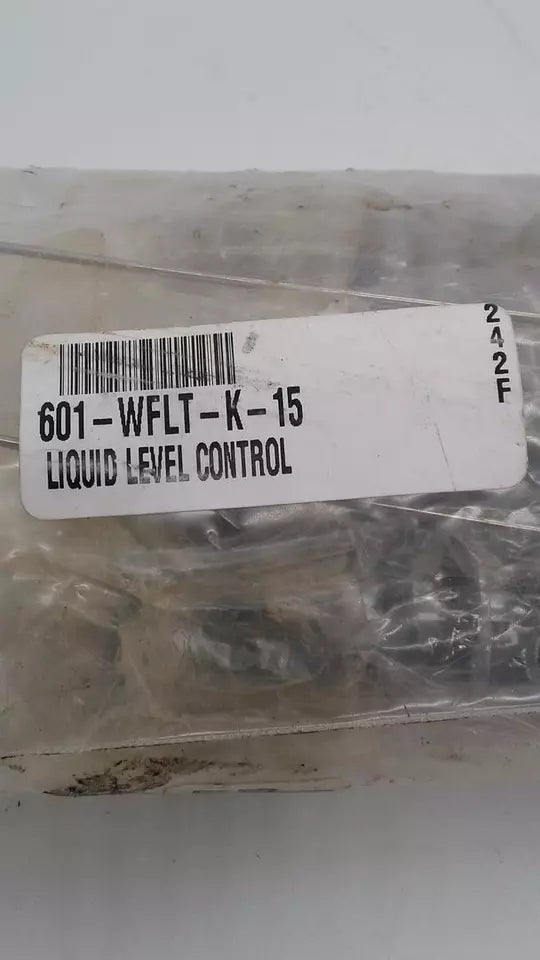 601-WFLT-K-15
LIQUID LEVEL CONTROL
242F